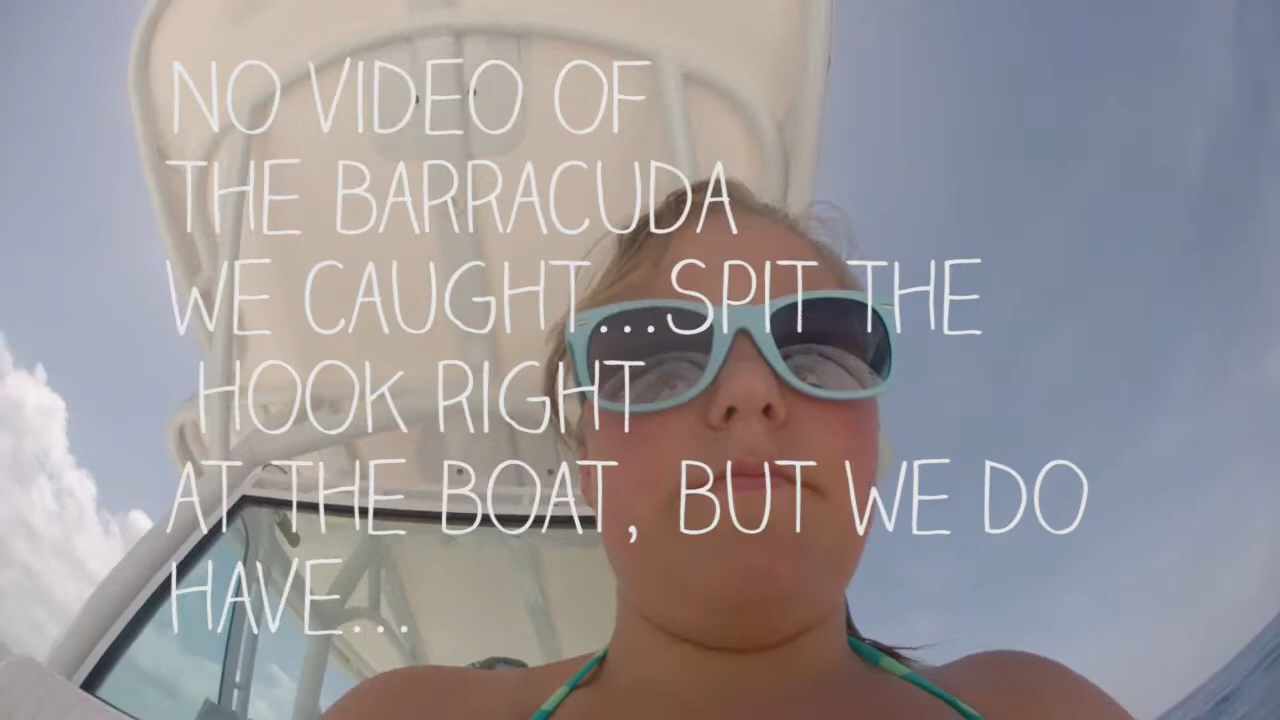 NO VIDEO OF
THE BARRACUDA
WE CAUGHT...SPIT THE
HOOK RIGHT
AT THE BOAT, BUT WE DO
HAVE...